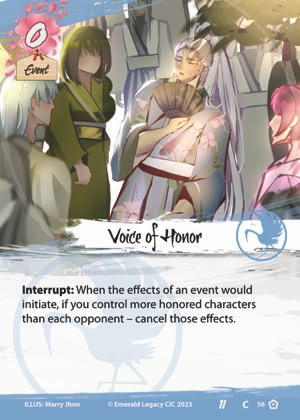 0
Event
Voice of Honor
Interrupt: When the effects of an event would
initiate, if you control more honored characters
than each opponent – cancel those effects.
ILLUS: Marry Jhon © Emerald Legacy CIC 2023 C 56